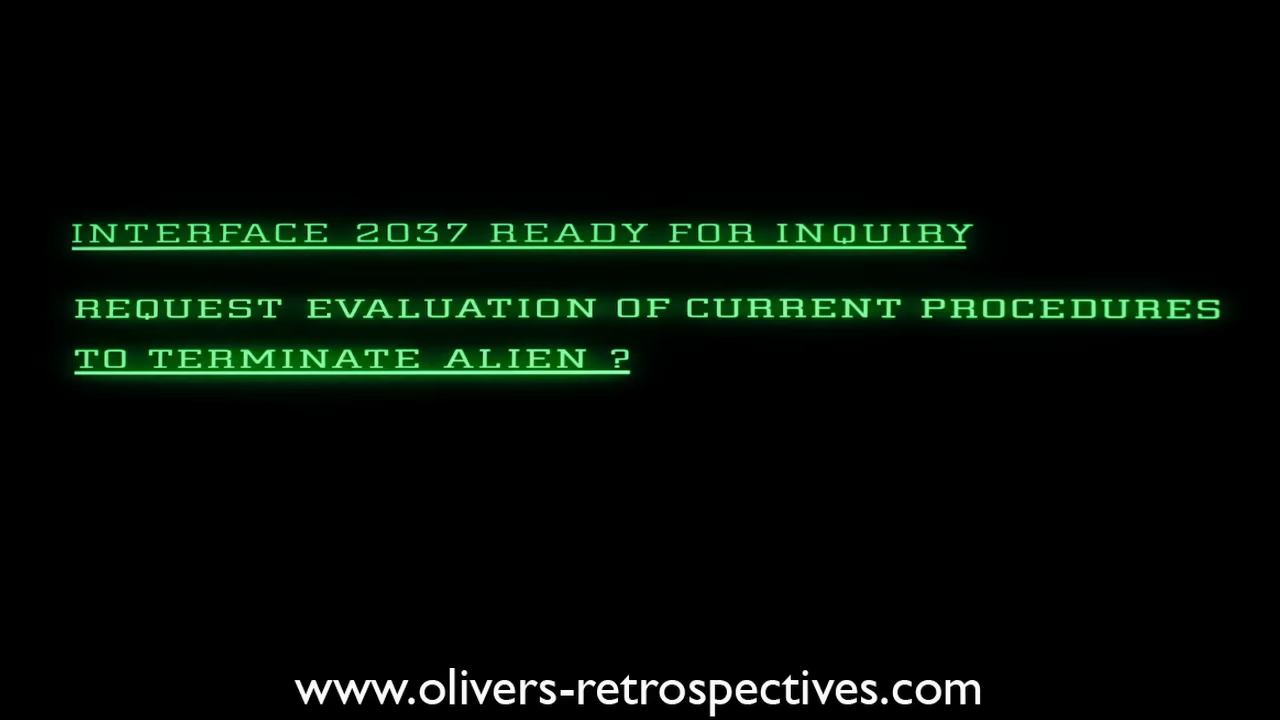 INTERFACE 2037 READY FOR INQUIRY
REQUEST EVALUATION OF CURRENT PROCEDURES
TO TERMINATE ALIEN ?
www.olivers-retrospectives.com